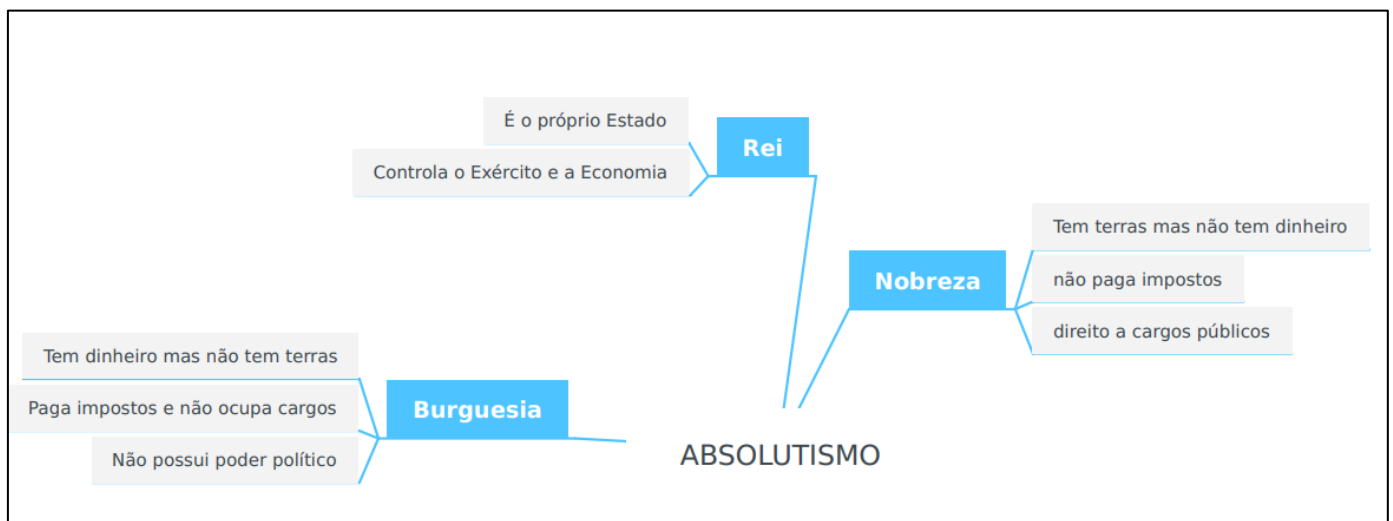 É o próprio Estado
Controla o Exército e a Economia
Rei
Nobreza
Tem terras mas não tem dinheiro
não paga impostos
direito a cargos públicos
Tem dinheiro mas não tem terras
Paga impostos e não ocupa cargos
Não possui poder político
Burguesia
ABSOLUTISMO